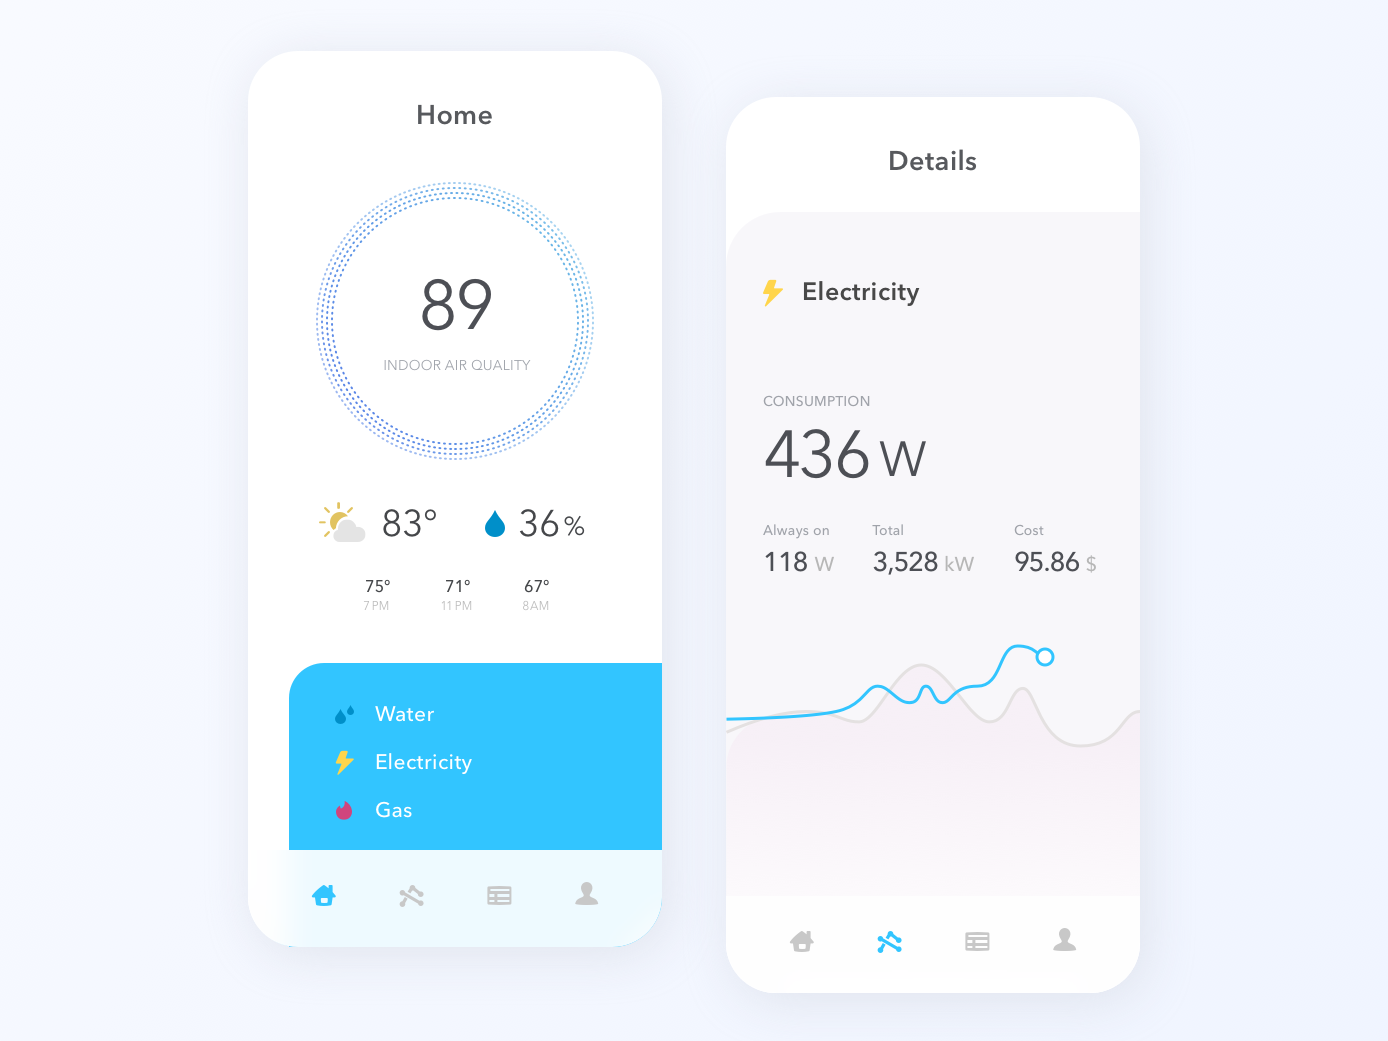 Home
89
INDOOR AIR QUALITY
83° 36 %
75° 71° 67°
7 PM 11 PM 8 AM
Water
Electricity
Gas
Details
Electricity
CONSUMPTION
436 W
Always on Total Cost
118 W 3,528 kW 95.86 $